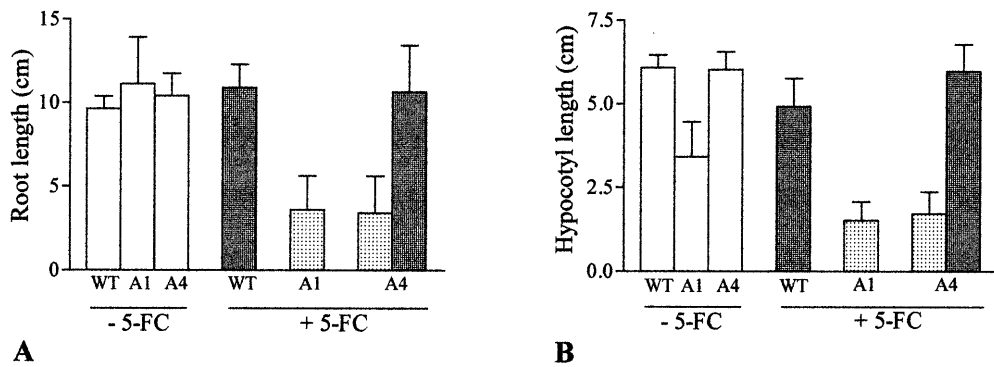 Root length (cm)
15
10
5
0
WT A1 A4 WT A1 A4
- 5-FC + 5-FC
A
Hypocotyl length (cm)
7.5
5.0
2.5
0.0
WT A1 A4 WT A1 A4
- 5-FC + 5-FC
B